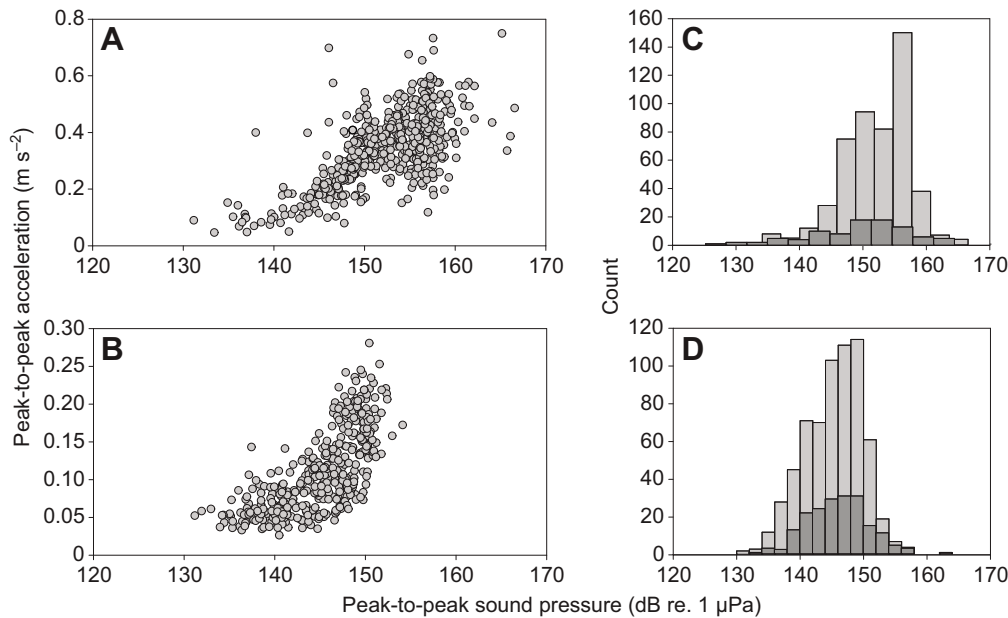 A
0.8
0.6
0.4
0.2
0
120 130 140 150 160 170
B
0.30
0.25
0.20
0.15
0.10
0.05
0
120 130 140 150 160 170
Peak-to-peak acceleration (m s−2)
C
160
140
120
100
80
60
40
20
0
120 130 140 150 160 170
D
120
100
80
60
40
20
0
120 130 140 150 160 170
Count
Peak-to-peak sound pressure (dB re. 1 µPa)